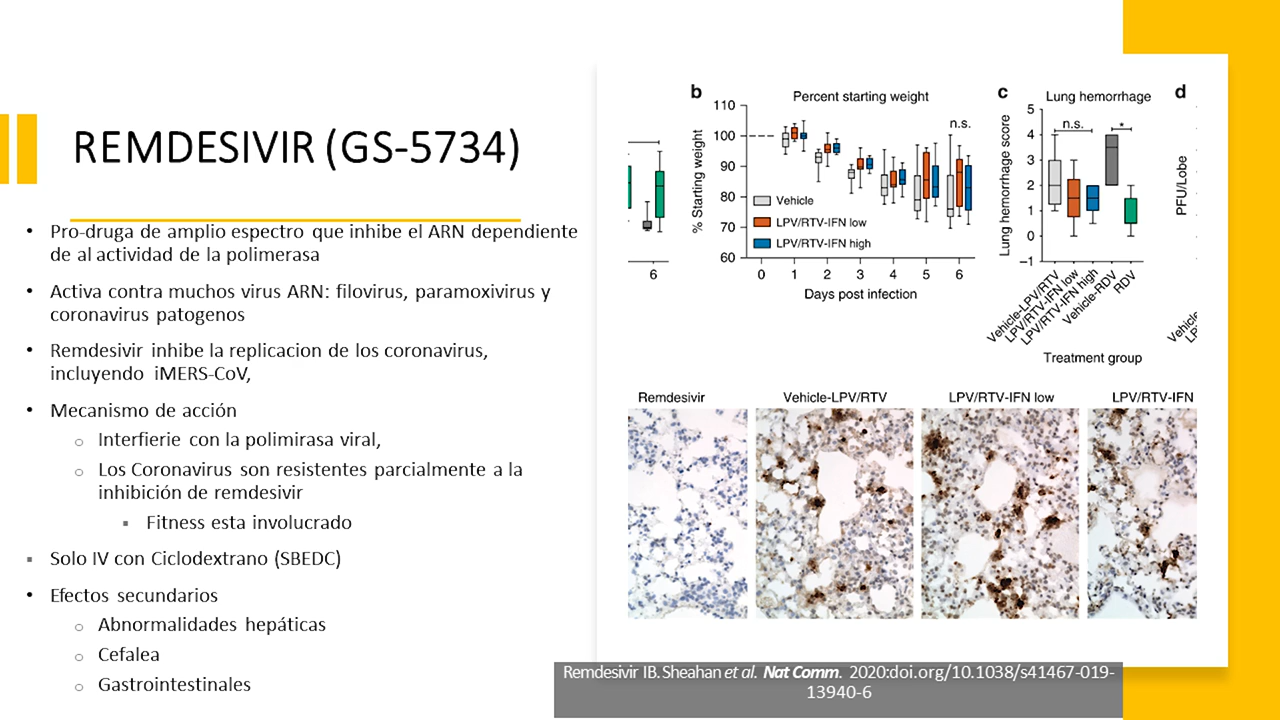 REMDESIVIR (GS-5734)
• Pro-druga de amplio espectro que inhibe el ARN dependiente
de al actividad de la polimerasa
• Activa contra muchos virus ARN: filovirus, paramoxivirus y
coronavirus patogenos
• Remdesivir inhibe la replicacion de los coronavirus,
incluyendo iMERS-CoV,
• Mecanismo de acción
o Interfierie con la polimirasa viral,
o Los Coronavirus son resistentes parcialmente a la
inhibición de remdesivir
▪ Fitness esta involucrado
▪ Solo IV con Ciclodextrano (SBEDC)
• Efectos secundarios
o Abnormalidades hepáticas
o Cefalea
o Gastrointestinales
6
b
Percent starting weight
% Starting weight
110
100
90
80
70
60
n.s.
Vehicle
LPV/RTV-IFN low
LPV/RTV-IFN high
0 1 2 3 4 5 6
Days post infection
c
Lung hemorrhage
Lung hemorrhage score
5
4
3
2
1
0
−1
n.s.
*
Vehicle-LPV/RTV
LPV/RTV-IFN low
LPV/RTV-IFN high
Vehicle-RDV
RDV
Treatment group
d
PFU/Lobe
Vehicle
LP
Remdesivir
Vehicle-LPV/RTV
LPV/RTV-IFN low
LPV/RTV-IFN
Remdesivir IB. Sheahan et al. Nat Comm. 2020:doi.org/10.1038/s41467-019-
13940-6